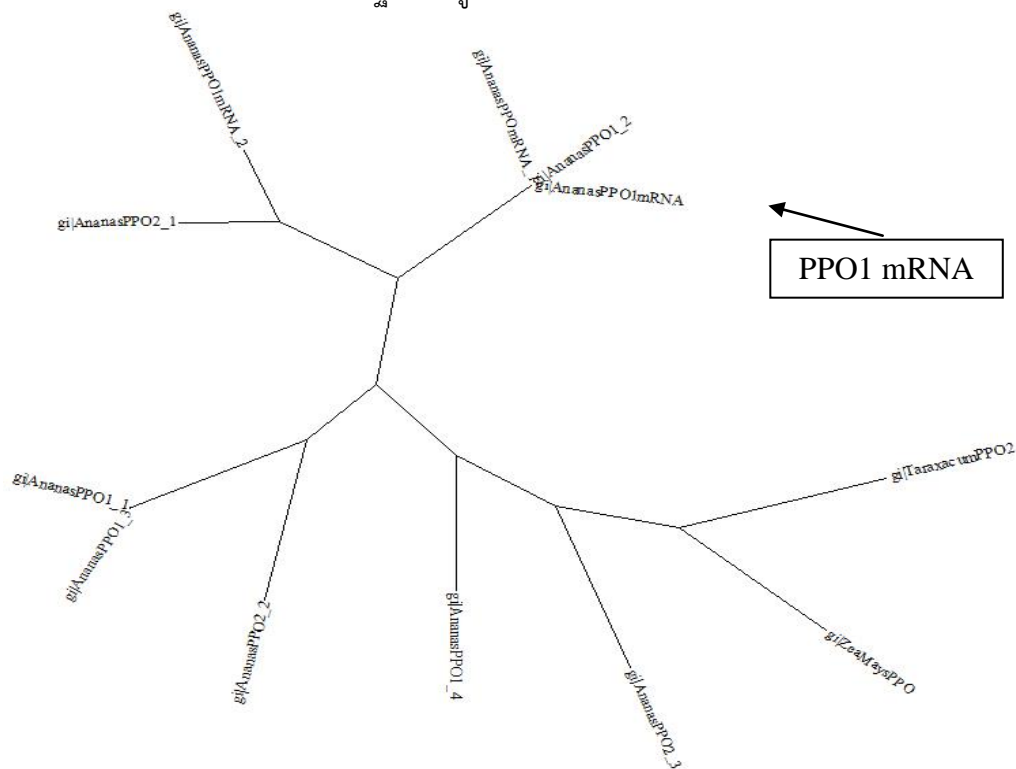 gi|AnanasPPO1mRNA_2
gi|AnanasPPOmRNA_
gi|AnanasPPO1_2
gi|AnanasPPO1mRNA
gi|AnanasPPO2_1
PPO1 mRNA
gi|TaraxacumPPO2
gi|AnanasPPO1_1
gi|AnanasPPO1_3
gi|AnanasPPO2_2
gi|AnanasPPO1_4
gi|ZeaMaysPPO
gi|AnanasPPO2_3